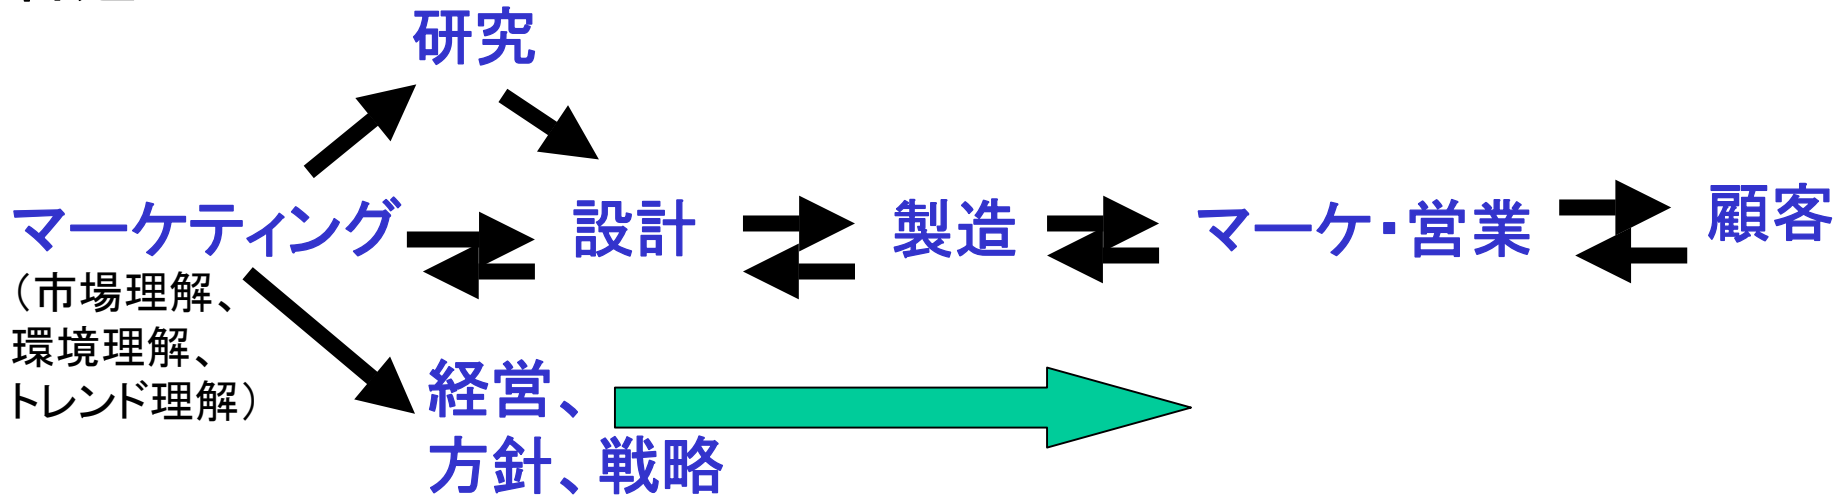 研究
マーケティング
設計
製造
マーケ・営業
顧客
（市場理解、
環境理解、
トレンド理解）
経営、
方針、戦略